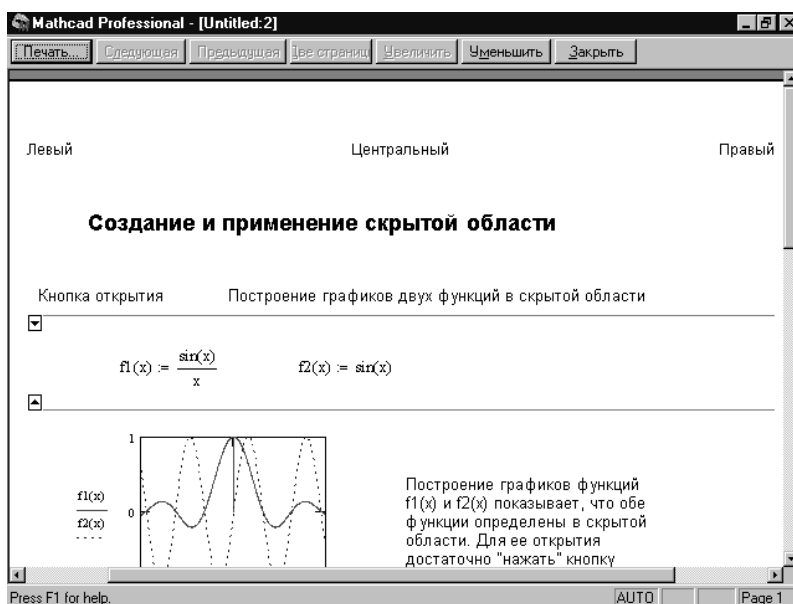 Mathcad Professional - [Untitled:2]
Печать... Следующая Предыдущая Две страниц Увеличить Уменьшить Закрыть
Левый Центральный Правый
Создание и применение скрытой области
Кнопка открытия Построение графиков двух функций в скрытой области
f1(x) := sin(x)/x f2(x) := sin(x)
1
f1(x)
f2(x)
0
Построение графиков функций
f1(x) и f2(x) показывает, что обе
функции определены в скрытой
области. Для ее открытия
достаточно "нажать" кнопку
Press F1 for help. AUTO Page 1